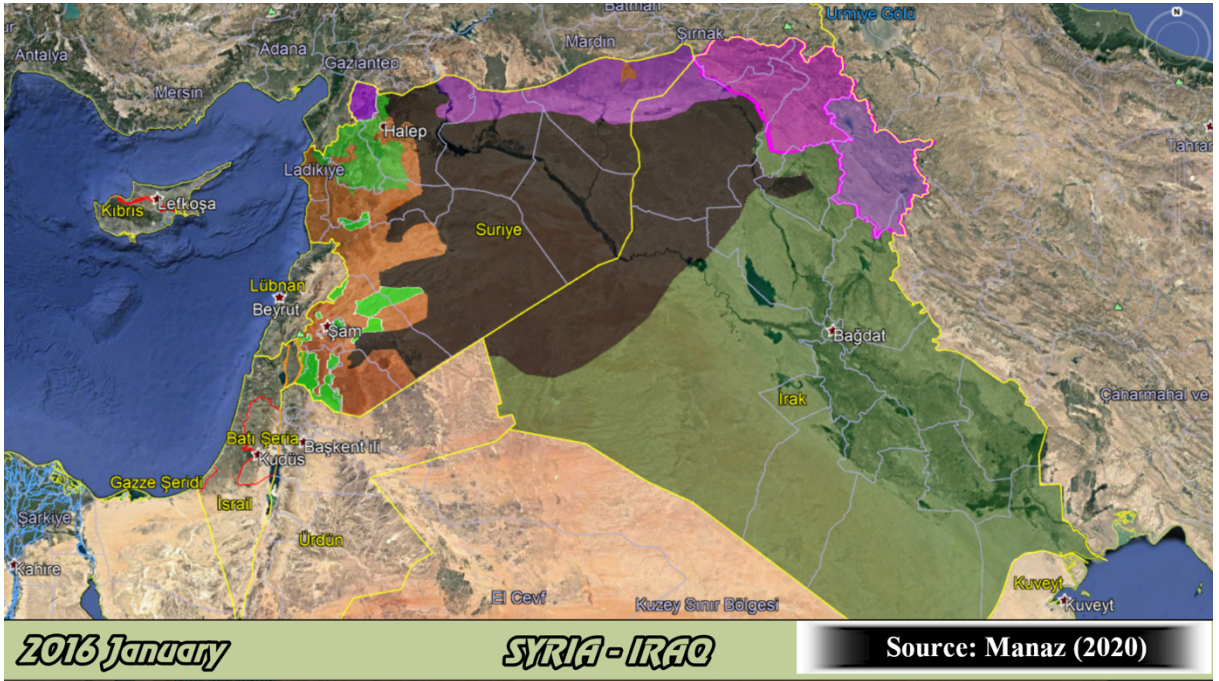 Batman
Urmiye Gölü
N
Antalya
Adana
Gaziantep
Mardin
Şırnak
Mersin
Halep
Tahran
Ladikiye
Kıbrıs
Lefkoşa
Suriye
Lübnan
Beyrut
Şam
Bağdat
Irak
Çaharmahal ve
Batı Şeria
Başkent ili
Kudüs
Gazze Şeridi
İsrail
Şarkiye
Ürdün
Kahire
El Cevf
Kuzey Sınır Bölgesi
Kuveyt
Kuveyt
2016 January
SYRIA - IRAQ
Source: Manaz (2020)